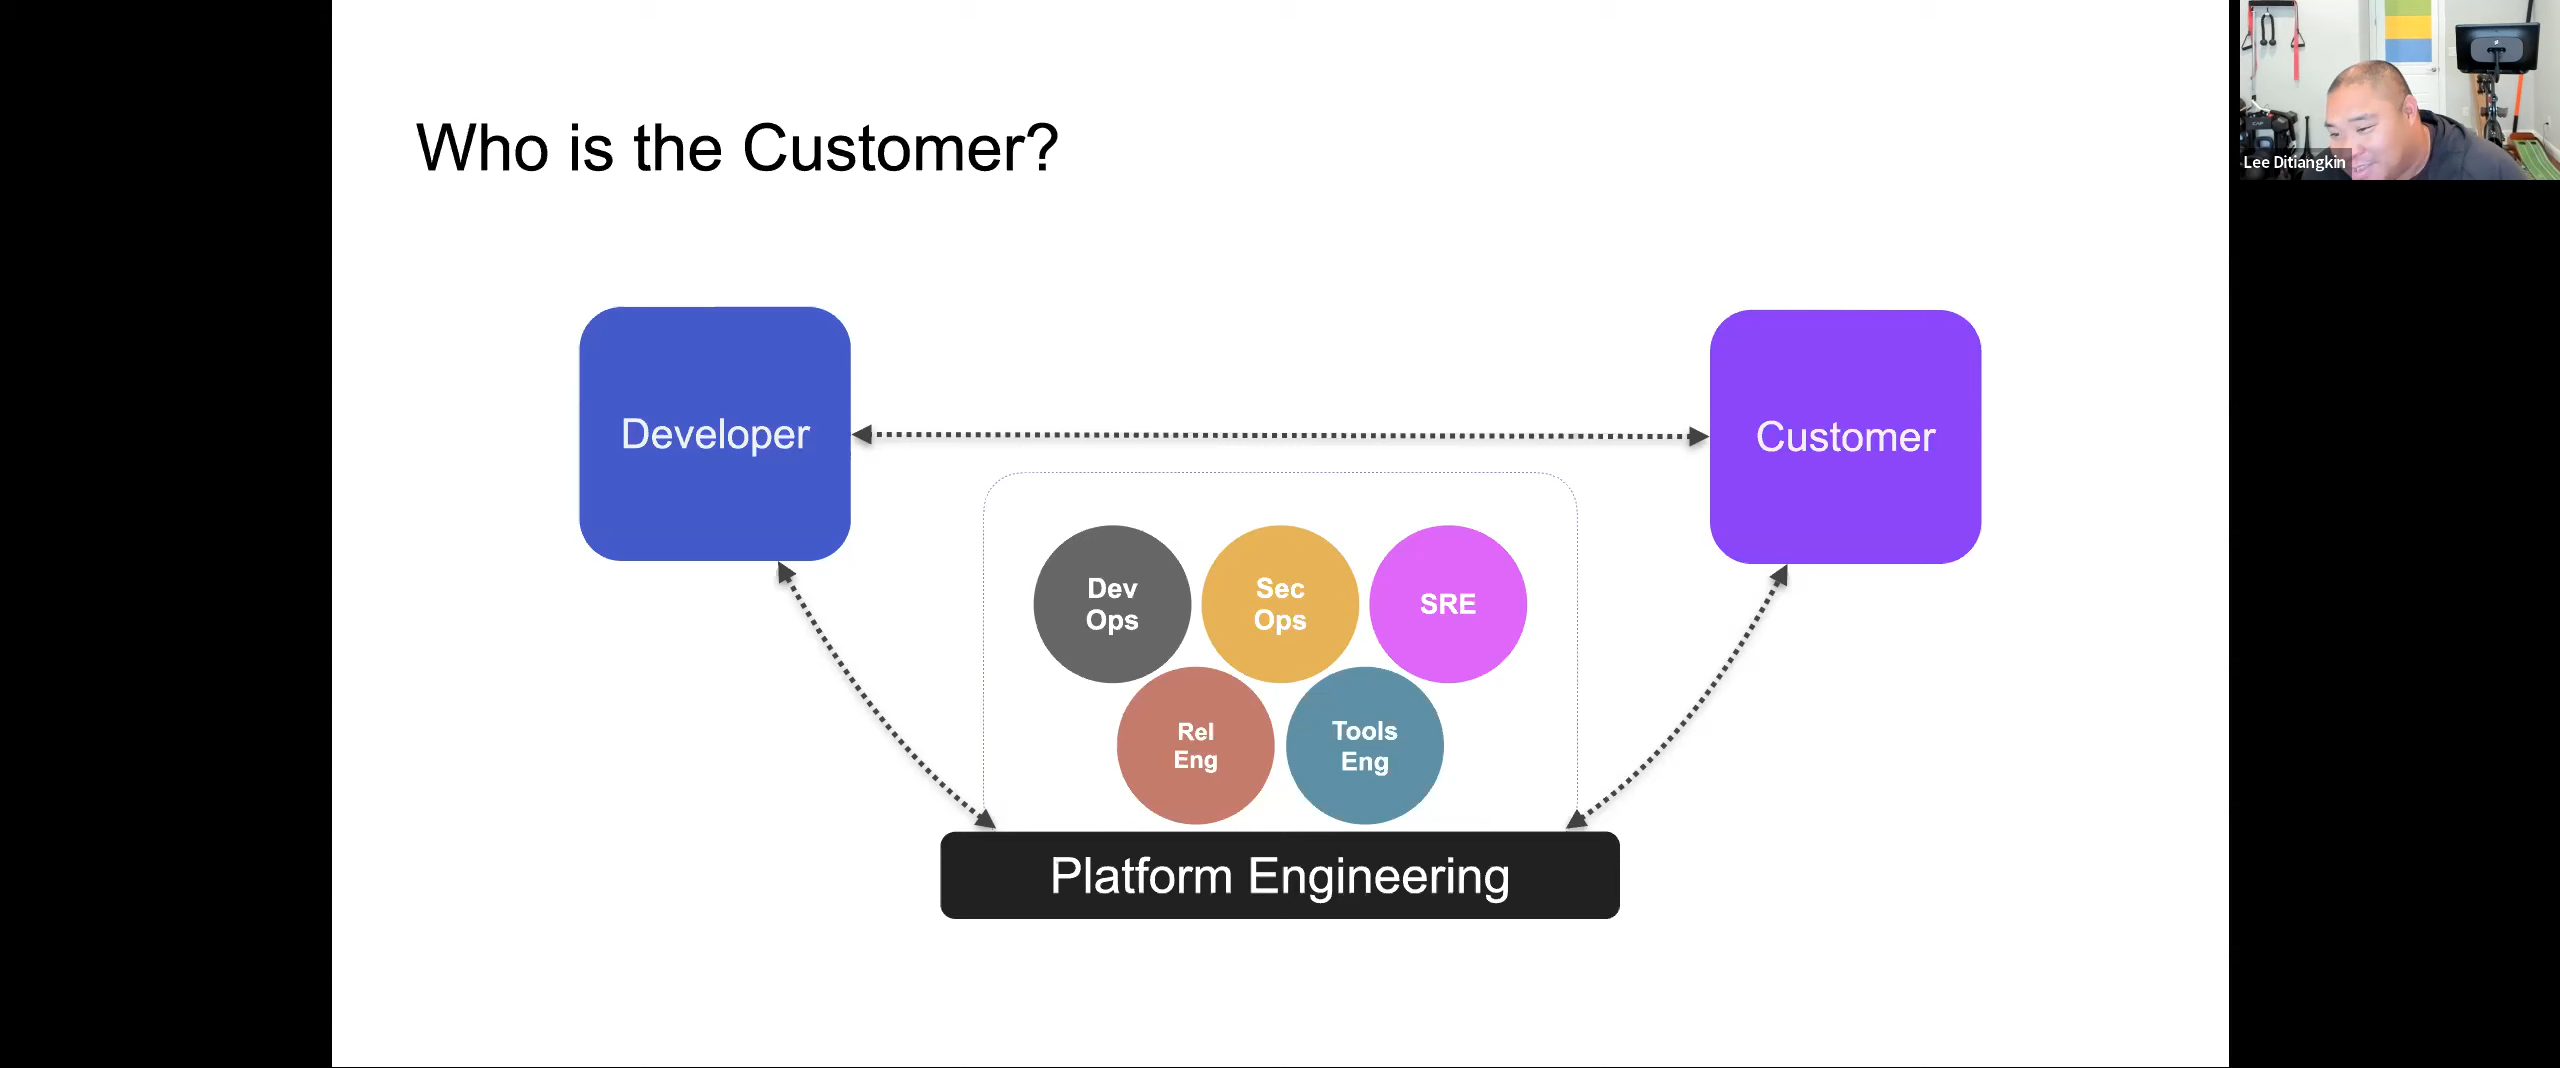 Who is the Customer?
Lee Ditiangkin
Developer
Customer
Dev
Ops
Sec
Ops
SRE
Rel
Eng
Tools
Eng
Platform Engineering